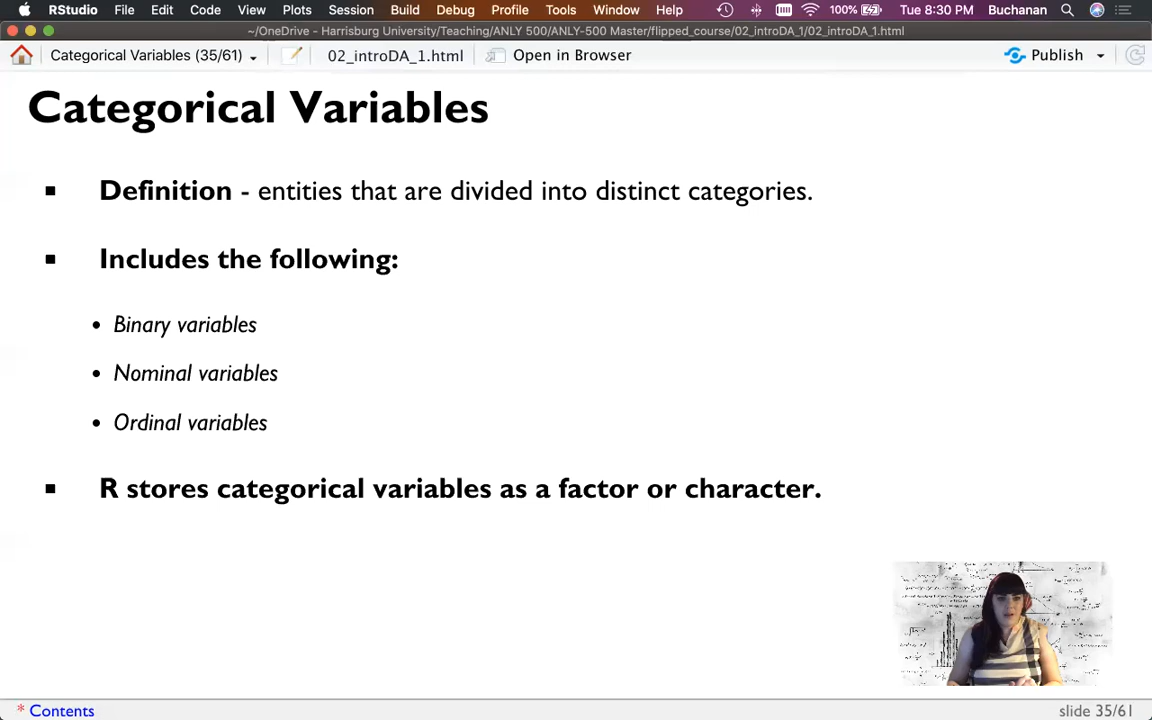 RStudio File Edit Code View Plots Session Build Debug Profile Tools Window Help 100% Tue 8:30 PM Buchanan
~/OneDrive - Harrisburg University/Teaching/ANLY 500/ANLY-500 Master/flipped_course/02_introDA_1/02_introDA_1.html
Categorical Variables (35/61) 02_introDA_1.html Open in Browser Publish
Categorical Variables
Definition - entities that are divided into distinct categories.
Includes the following:
Binary variables
Nominal variables
Ordinal variables
R stores categorical variables as a factor or character.
* Contents slide 35/61